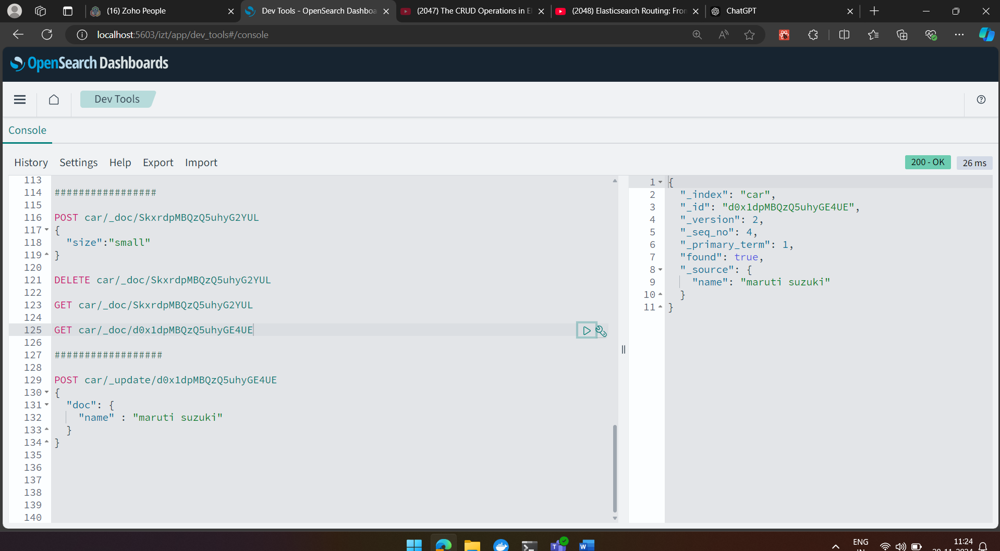 (16) Zoho People
Dev Tools - OpenSearch Dashboa
(2047) The CRUD Operations in El
(2048) Elasticsearch Routing: Fron
ChatGPT
localhost:5603/izt/app/dev_tools#/console
OpenSearch Dashboards
Dev Tools
Console
History Settings Help Export Import
200 - OK
26 ms
113
114 #################
115
116 POST car/_doc/SkxrdpMBQzQ5uhyG2YUL
117 {
118 "size":"small"
119 }
120
121 DELETE car/_doc/SkxrdpMBQzQ5uhyG2YUL
122
123 GET car/_doc/SkxrdpMBQzQ5uhyG2YUL
124
125 GET car/_doc/d0x1dpMBQzQ5uhyGE4UE
126
127 ##################
128
129 POST car/_update/d0x1dpMBQzQ5uhyGE4UE
130 {
131 "doc": {
132 "name" : "maruti suzuki"
133 }
134 }
135
136
137
138
139
140
1 {
2 "_index": "car",
3 "_id": "d0x1dpMBQzQ5uhyGE4UE",
4 "_version": 2,
5 "_seq_no": 4,
6 "_primary_term": 1,
7 "found": true,
8 "_source": {
9 "name": "maruti suzuki"
10 }
11 }
ENG
11:24